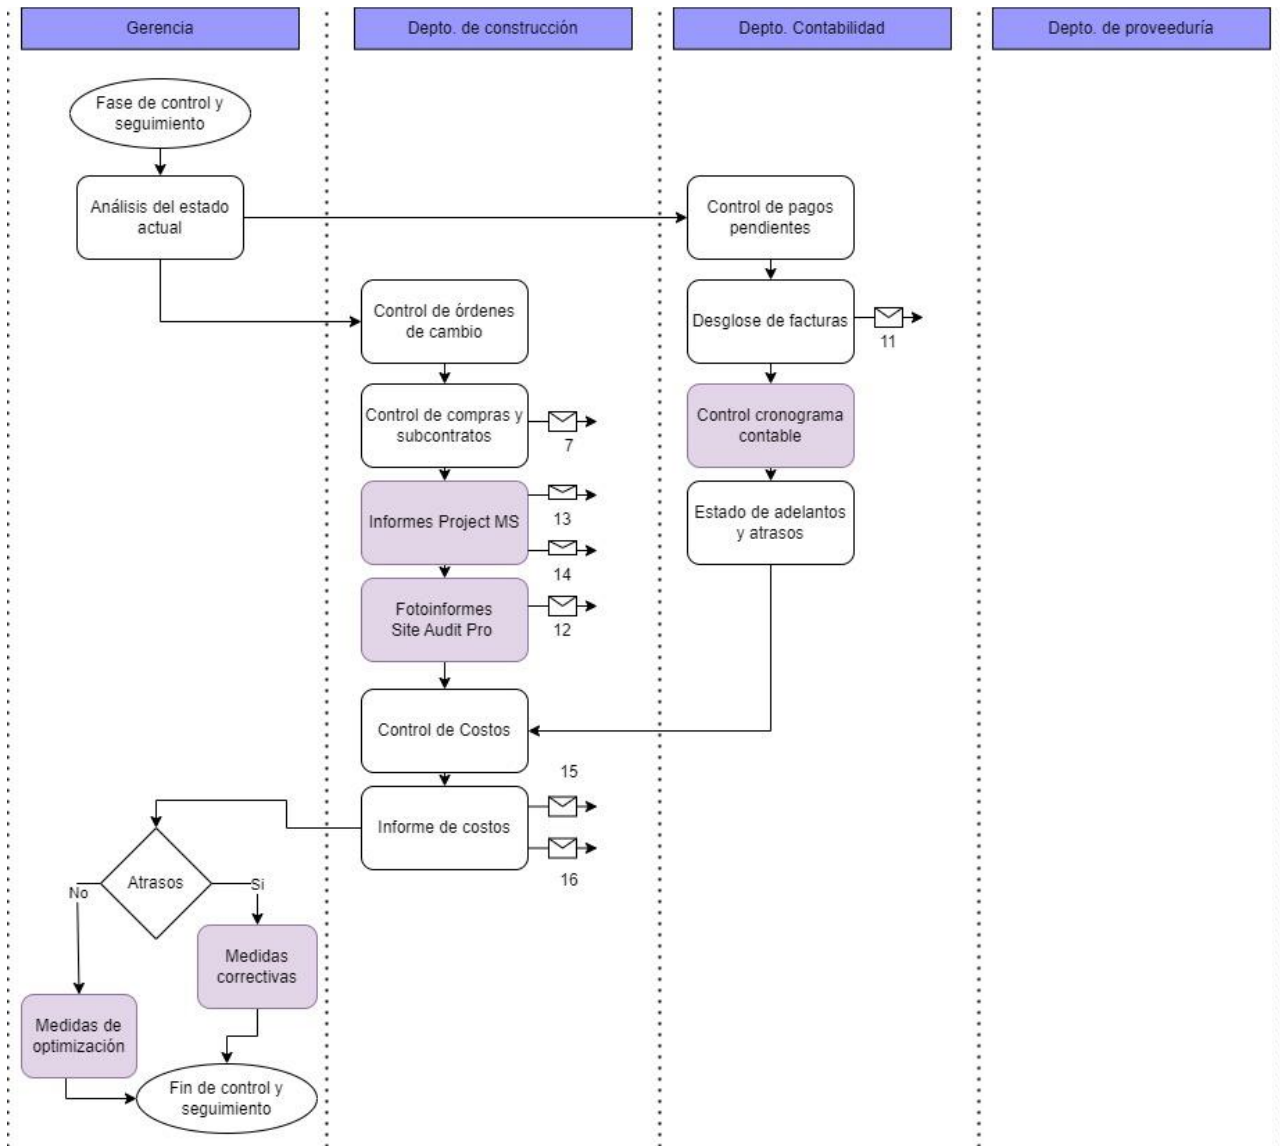 Gerencia
Depto. de construcción
Depto. Contabilidad
Depto. de proveeduría
Fase de control y
seguimiento
Análisis del estado
actual
Control de pagos
pendientes
Control de órdenes
de cambio
Desglose de facturas
11
Control de compras y
subcontratos
7
Control cronograma
contable
Informes Project MS
13
14
Estado de adelantos
y atrasos
Fotoinformes
Site Audit Pro
12
Control de Costos
15
Informe de costos
16
Atrasos
No
Si
Medidas
correctivas
Medidas de
optimización
Fin de control y
seguimiento